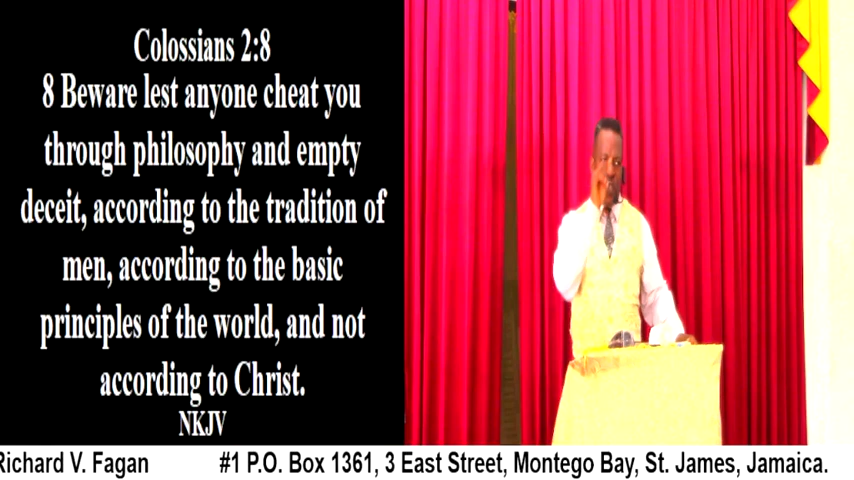 Colossians 2:8
8 Beware lest anyone cheat you
through philosophy and empty
deceit, according to the tradition of
men, according to the basic
principles of the world, and not
according to Christ.
NKJV
Richard V. Fagan #1 P.O. Box 1361, 3 East Street, Montego Bay, St. James, Jamaica.